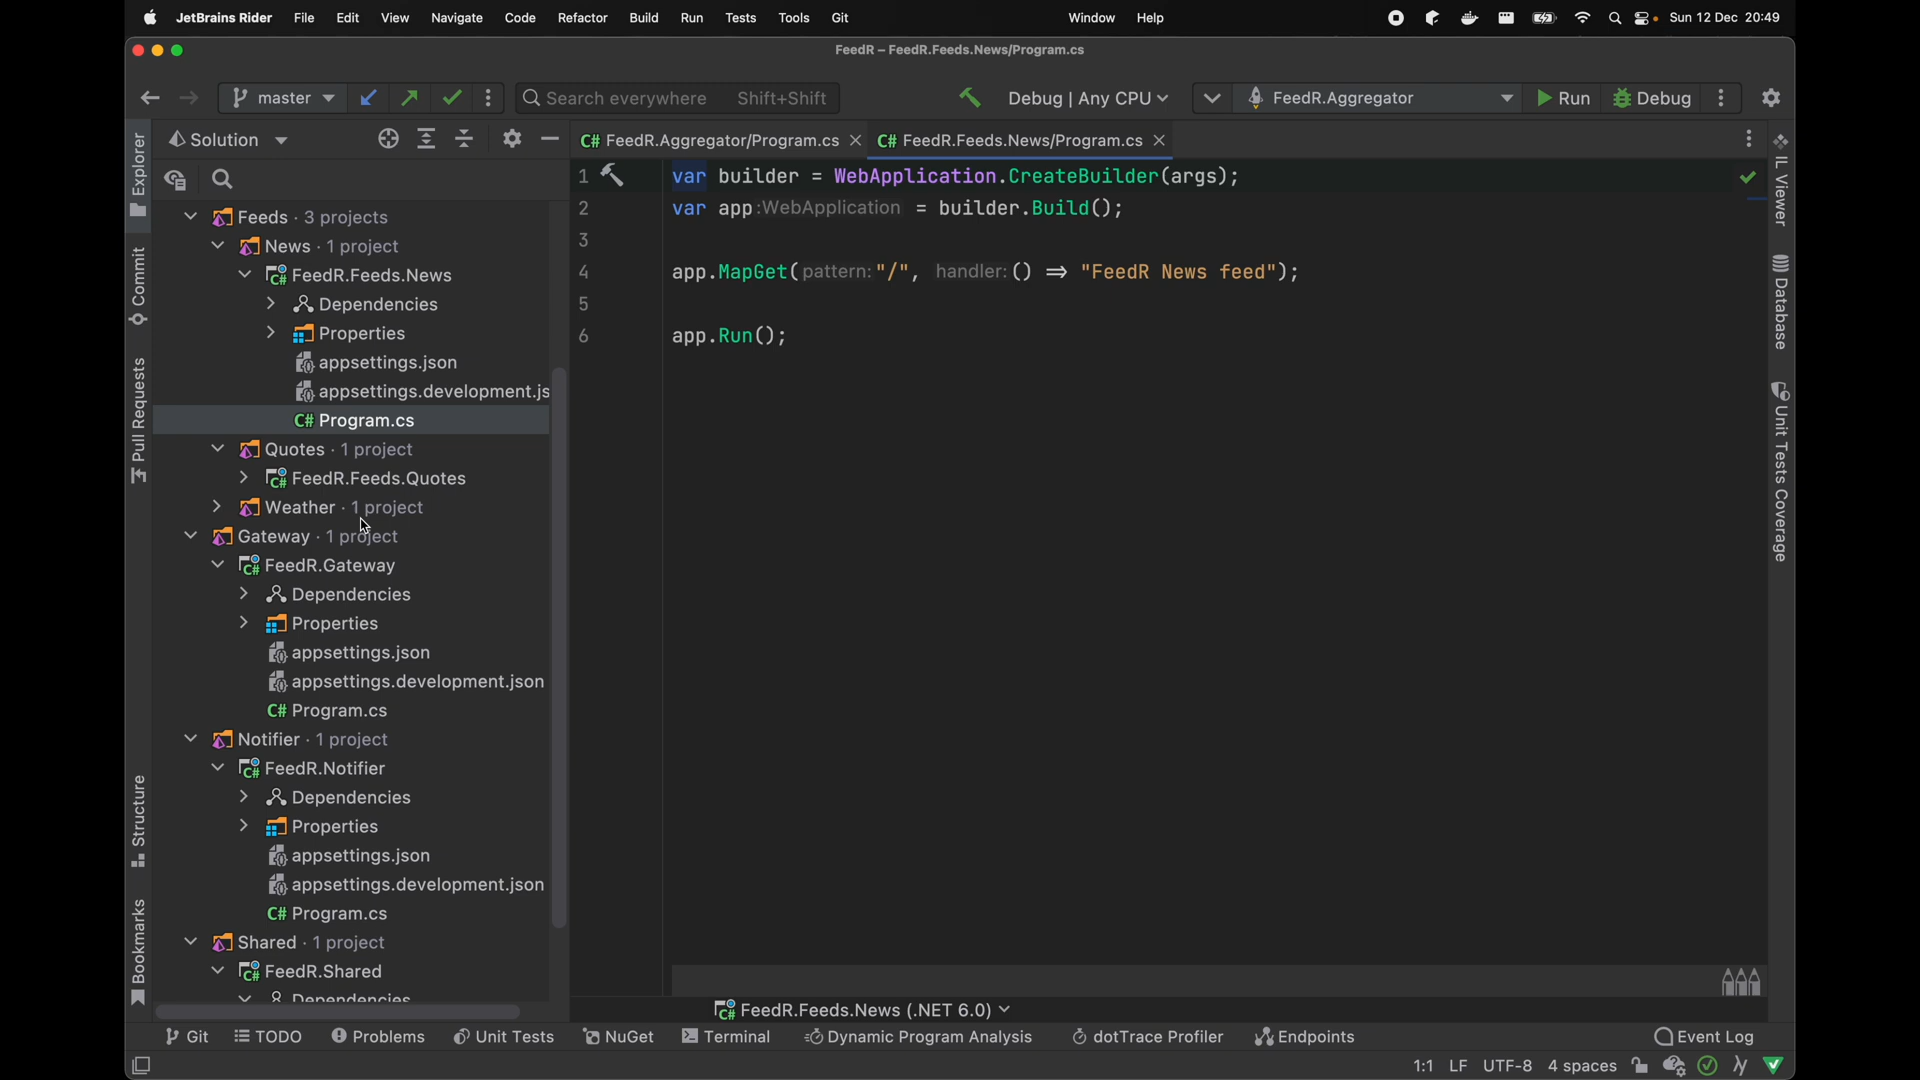 JetBrains Rider File Edit View Navigate Code Refactor Build Run Tests Tools Git Window Help Sun 12 Dec 20:49
FeedR – FeedR.Feeds.News/Program.cs
master Search everywhere Shift+Shift Debug | Any CPU FeedR.Aggregator Run Debug
Solution
C# FeedR.Aggregator/Program.cs C# FeedR.Feeds.News/Program.cs
Explorer
Commit
Pull Requests
Structure
Bookmarks
Feeds · 3 projects
News · 1 project
C# FeedR.Feeds.News
Dependencies
Properties
appsettings.json
appsettings.development.js
C# Program.cs
Quotes · 1 project
C# FeedR.Feeds.Quotes
Weather · 1 project
Gateway · 1 project
C# FeedR.Gateway
Dependencies
Properties
appsettings.json
appsettings.development.json
C# Program.cs
Notifier · 1 project
C# FeedR.Notifier
Dependencies
Properties
appsettings.json
appsettings.development.json
C# Program.cs
Shared · 1 project
C# FeedR.Shared
Dependencies
1 var builder = WebApplication.CreateBuilder(args);
2 var app :WebApplication = builder.Build();
3
4 app.MapGet( pattern: "/", handler: () => "FeedR News feed");
5
6 app.Run();
IL Viewer
Database
Unit Tests Coverage
C# FeedR.Feeds.News (.NET 6.0)
Git TODO Problems Unit Tests NuGet Terminal Dynamic Program Analysis dotTrace Profiler Endpoints Event Log
1:1 LF UTF-8 4 spaces